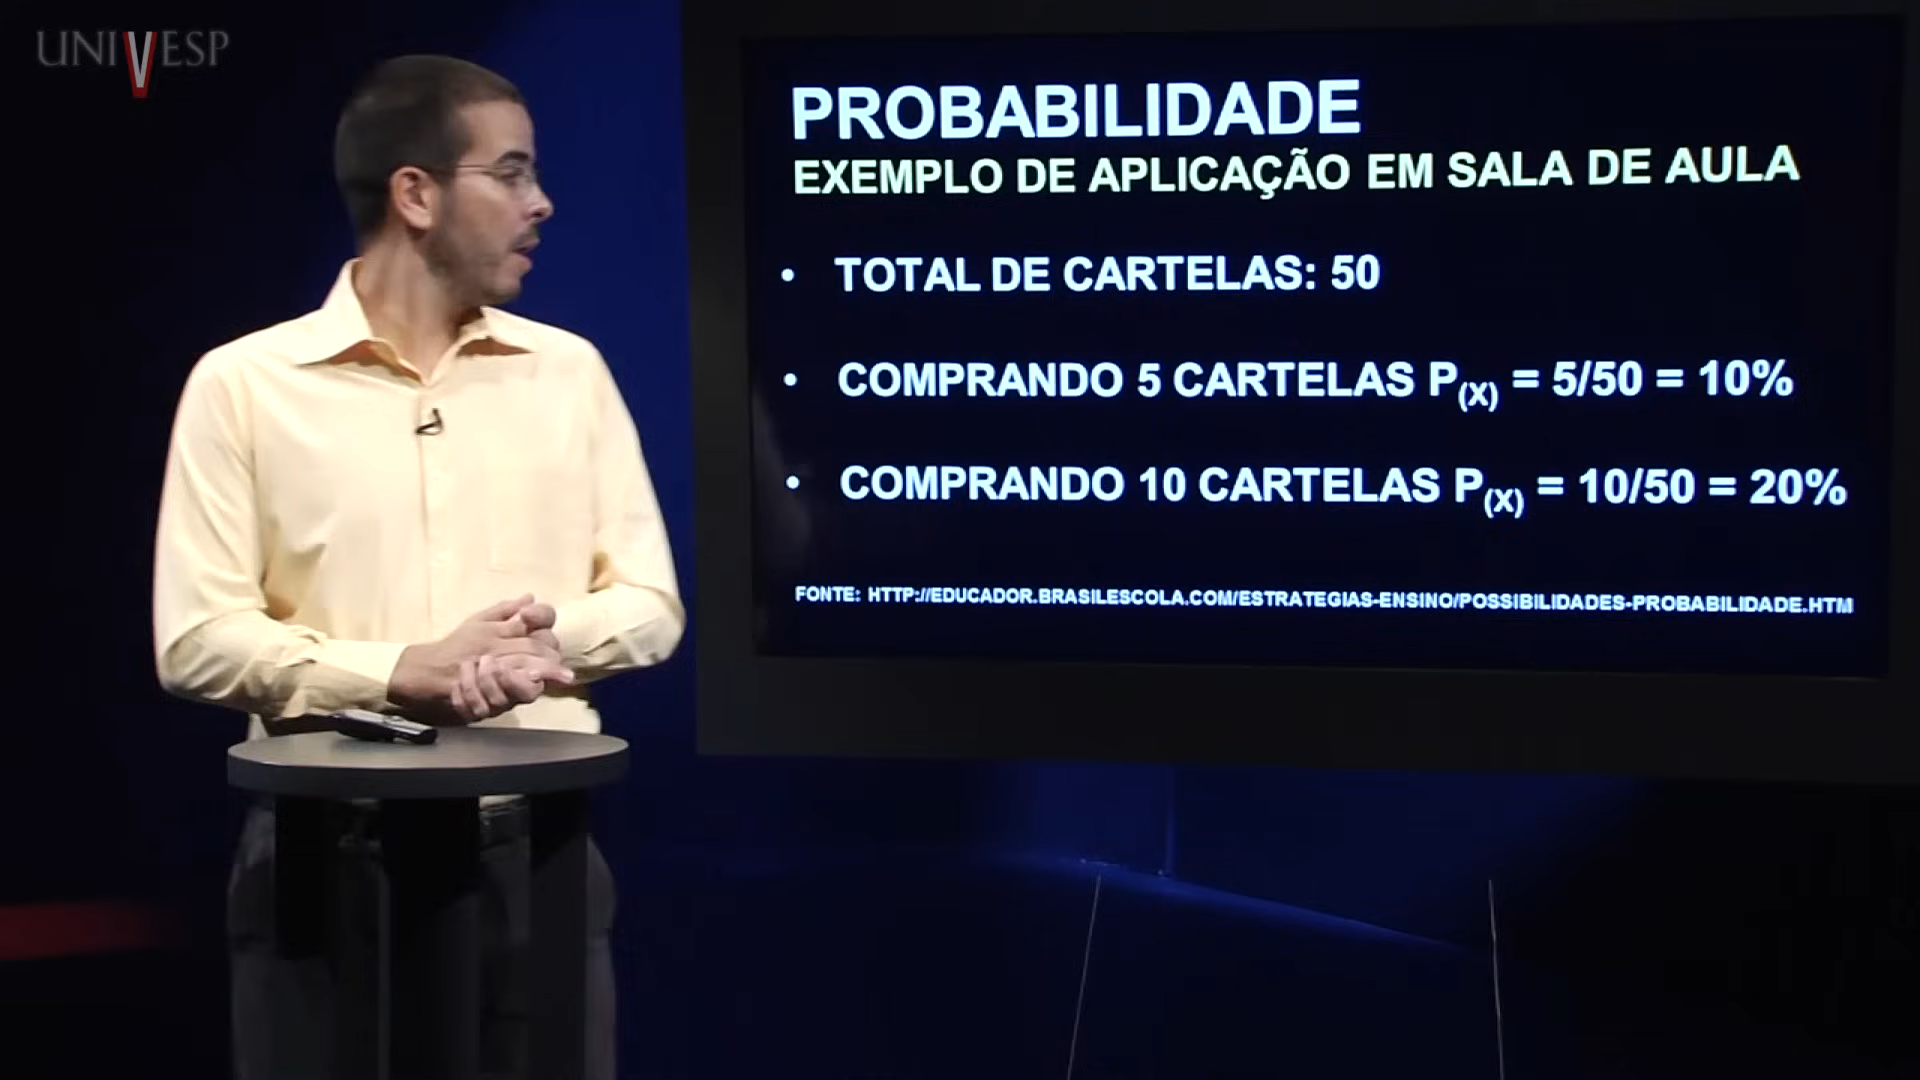 UNIVESP
PROBABILIDADE
EXEMPLO DE APLICAÇÃO EM SALA DE AULA
• TOTAL DE CARTELAS: 50
• COMPRANDO 5 CARTELAS P(X) = 5/50 = 10%
• COMPRANDO 10 CARTELAS P(X) = 10/50 = 20%
FONTE: HTTP://EDUCADOR.BRASILESCOLA.COM/ESTRATEGIAS-ENSINO/POSSIBILIDADES-PROBABILIDADE.HTM